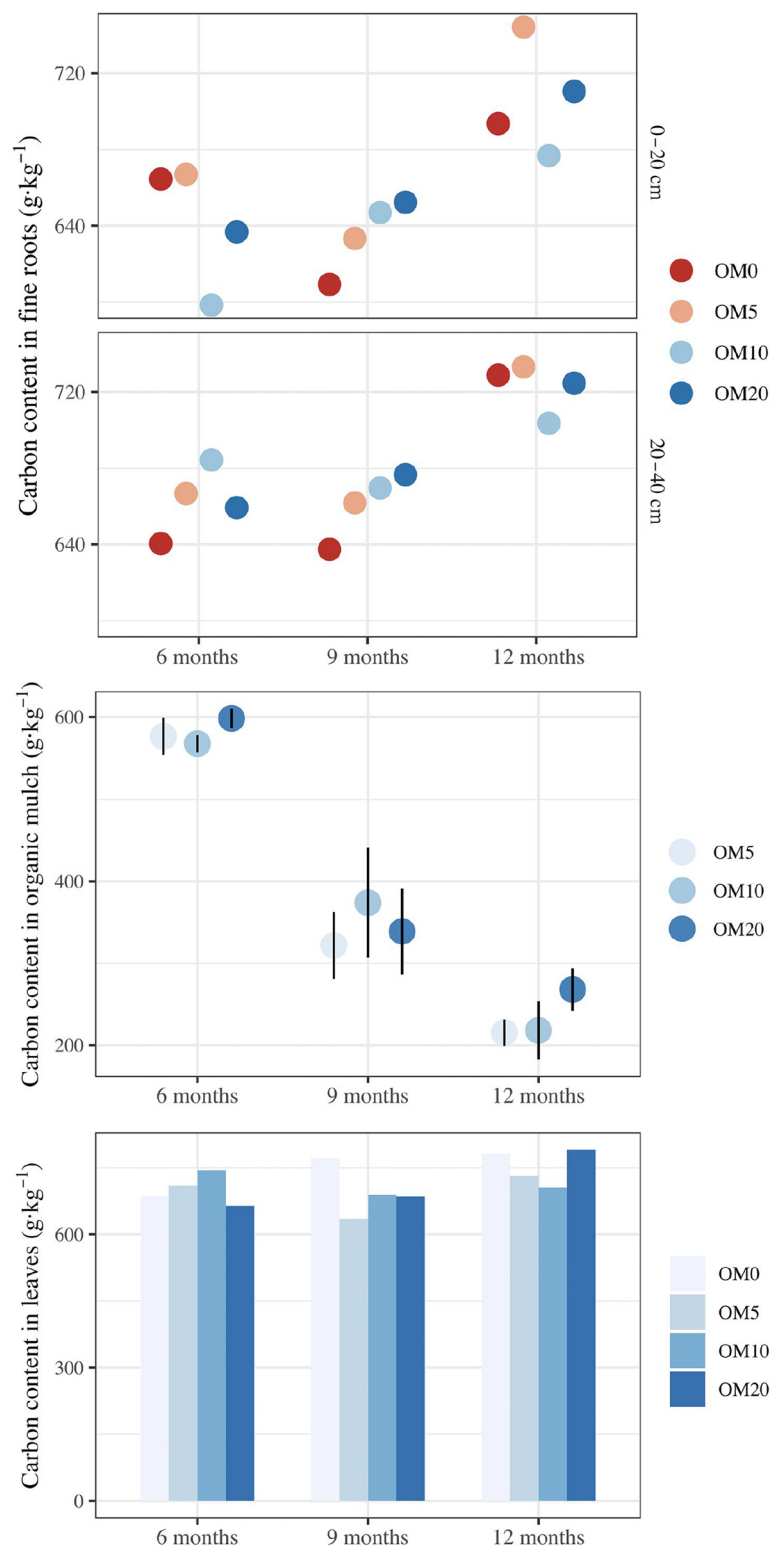 Carbon content in fine roots (g·kg⁻¹)
720
640
0−20 cm
720
640
20−40 cm
6 months
9 months
12 months
OM0
OM5
OM10
OM20
Carbon content in organic mulch (g·kg⁻¹)
600
400
200
6 months
9 months
12 months
OM5
OM10
OM20
Carbon content in leaves (g·kg⁻¹)
600
300
0
6 months
9 months
12 months
OM0
OM5
OM10
OM20